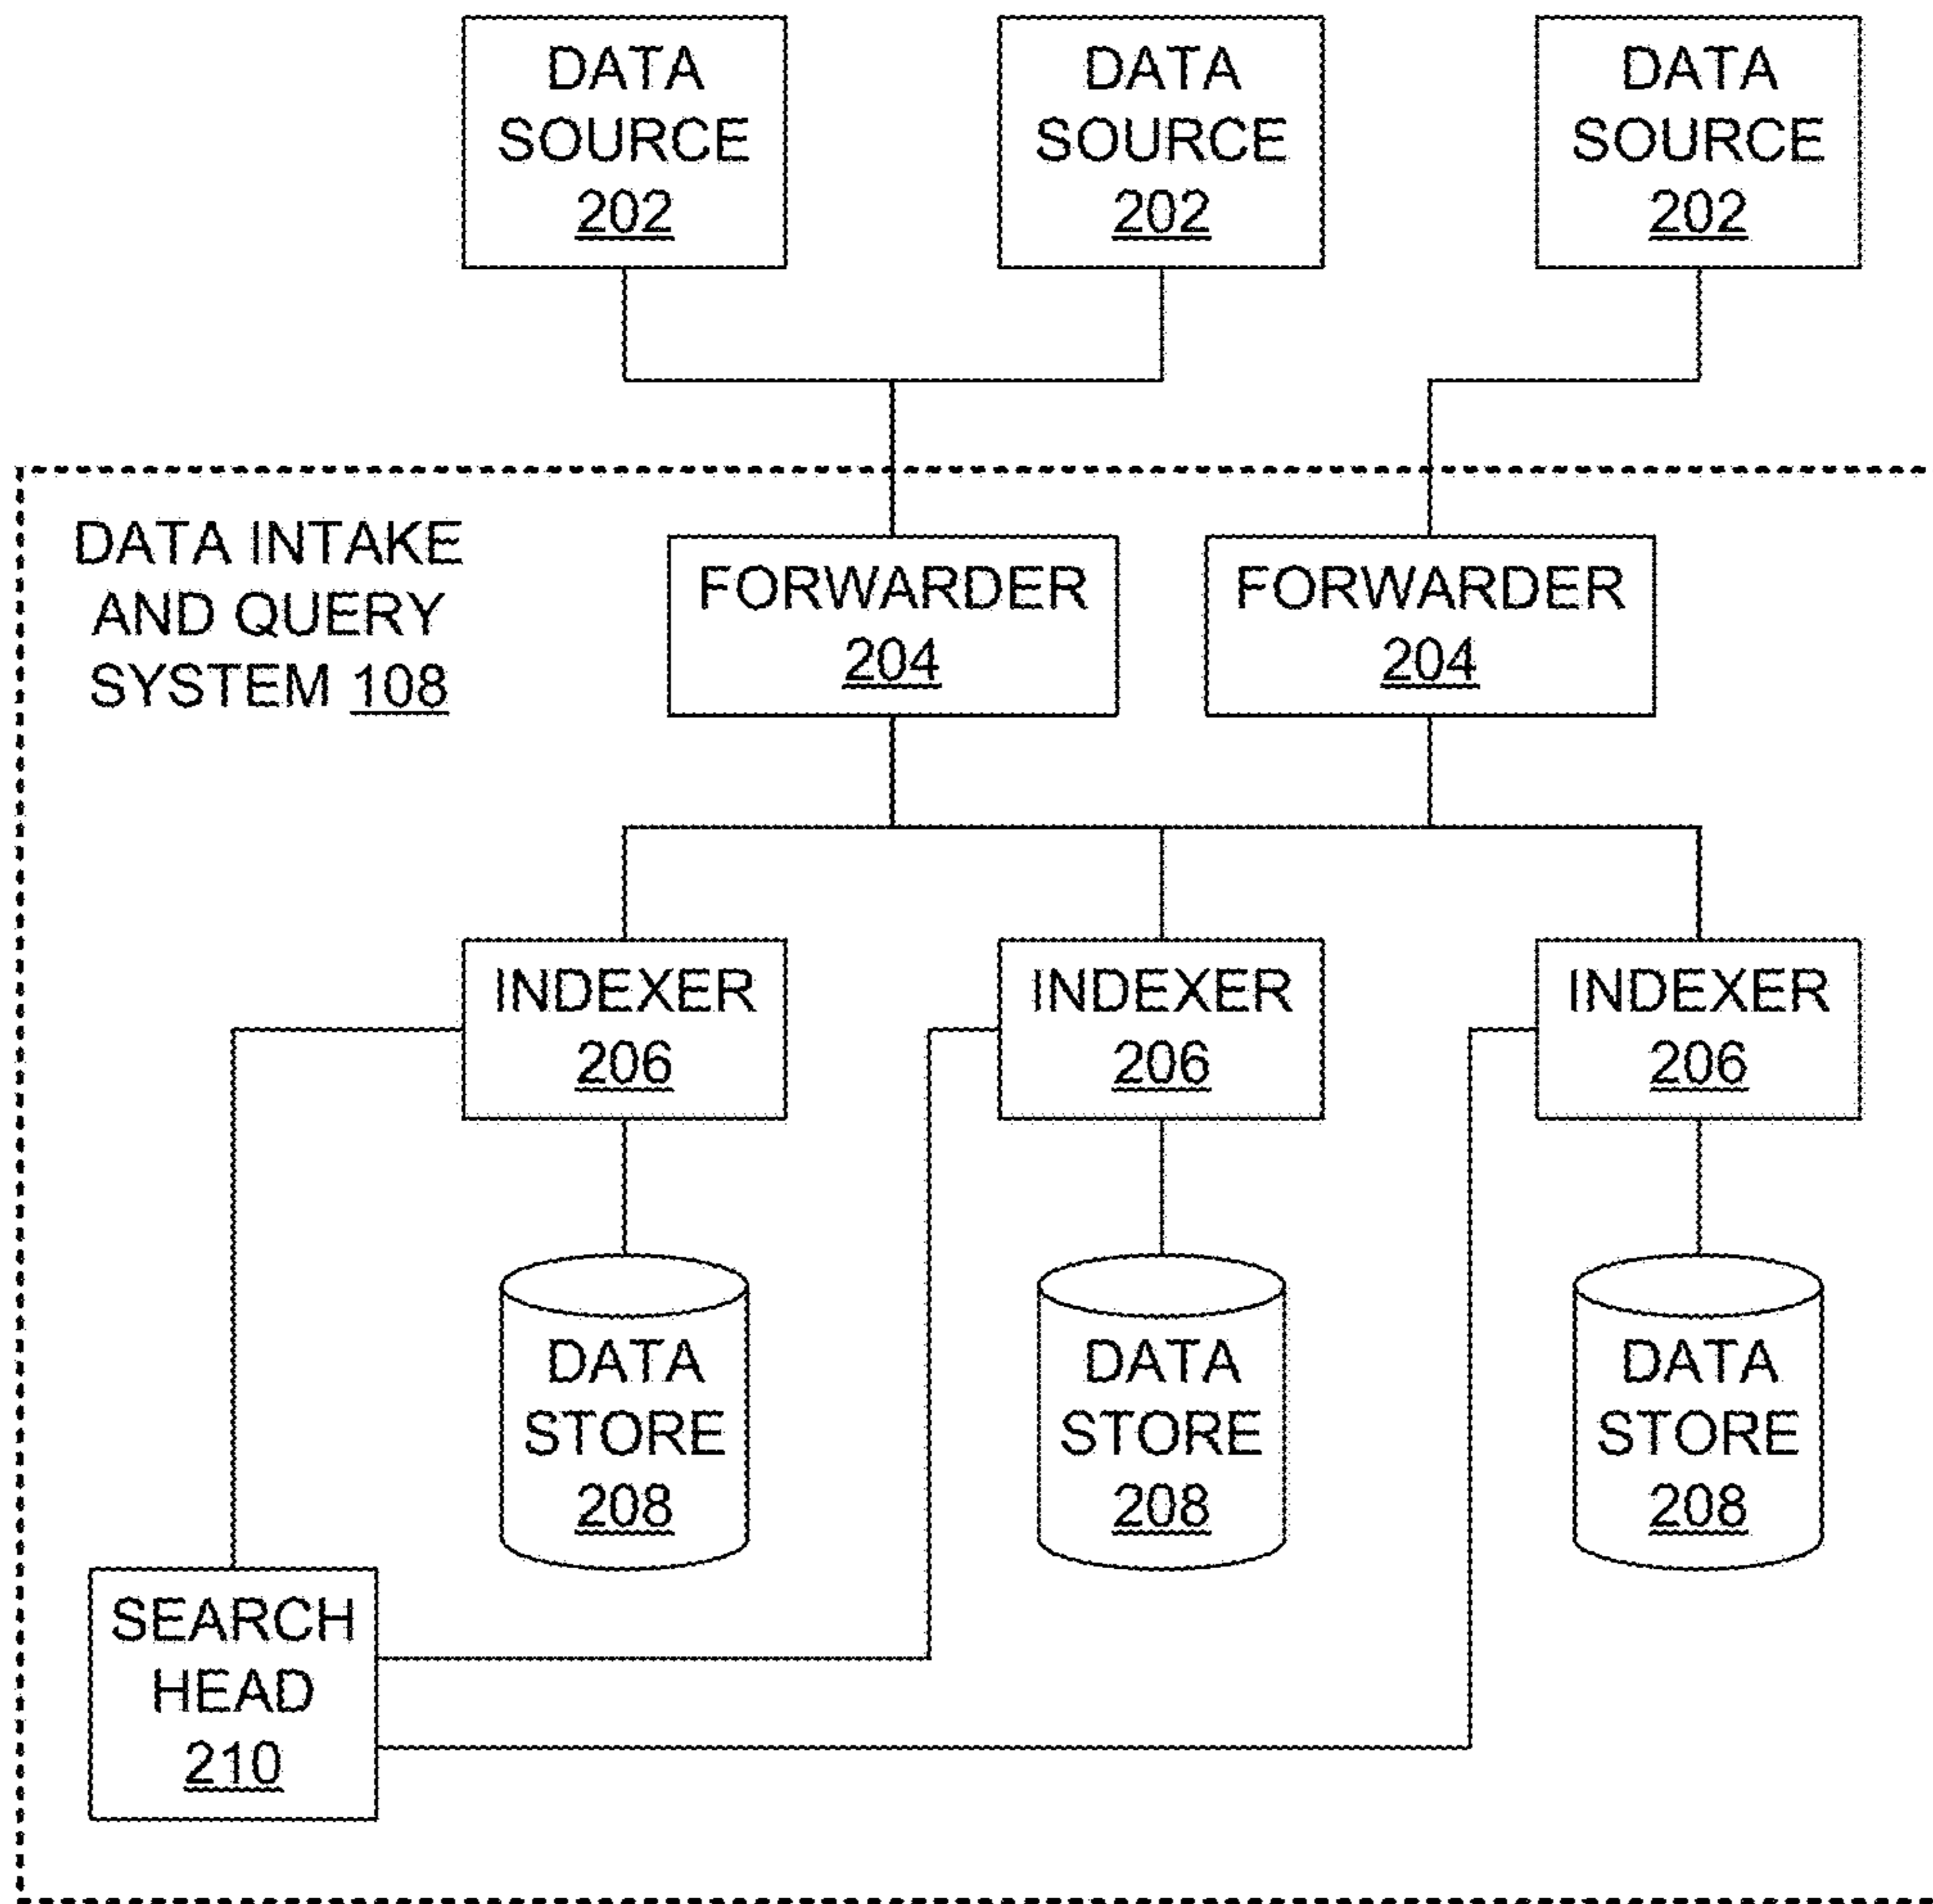 DATA
SOURCE
202
DATA
SOURCE
202
DATA
SOURCE
202
DATA INTAKE
AND QUERY
SYSTEM 108
FORWARDER
204
FORWARDER
204
INDEXER
206
INDEXER
206
INDEXER
206
DATA
STORE
208
DATA
STORE
208
DATA
STORE
208
SEARCH
HEAD
210